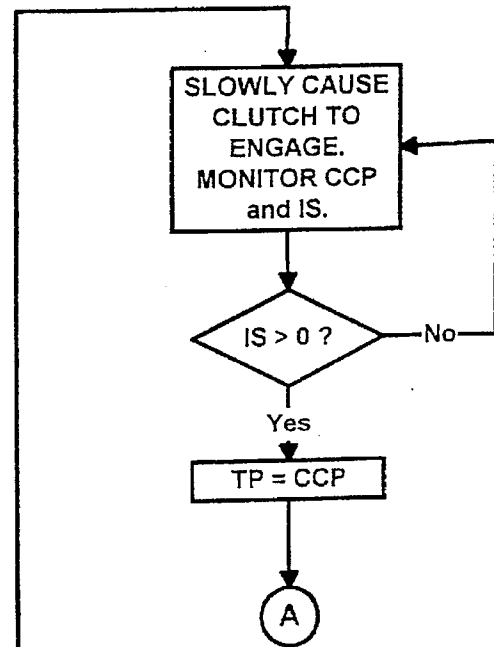 SLOWLY CAUSE
CLUTCH TO
ENGAGE.
MONITOR CCP
and IS.
IS > 0 ?
No
Yes
TP = CCP
A